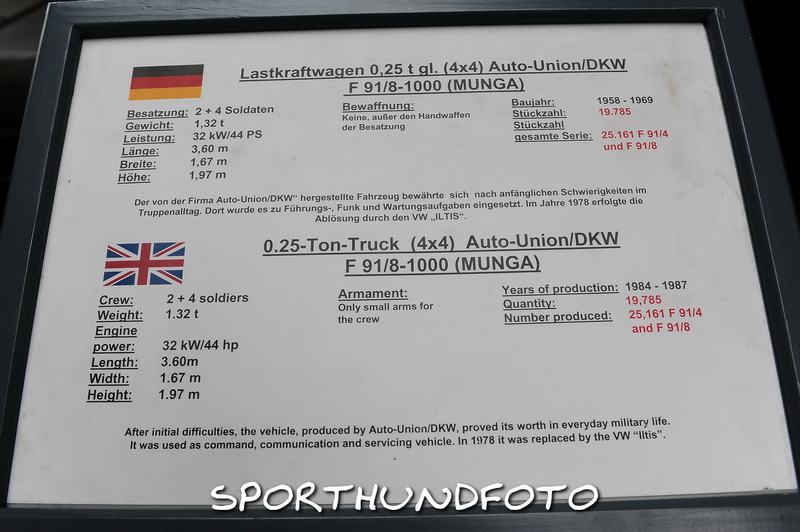 Lastkraftwagen 0,25 t gl. (4x4) Auto-Union/DKW
F 91/8-1000 (MUNGA)
Besatzung: 2 + 4 Soldaten
Gewicht: 1,32 t
Leistung: 32 kW/44 PS
Länge: 3,60 m
Breite: 1,67 m
Höhe: 1,97 m
Bewaffnung:
Keine, außer den Handwaffen
der Besatzung
Baujahr: 1958 - 1969
Stückzahl: 19.785
Stückzahl
gesamte Serie: 25.161 F 91/4
und F 91/8
Der von der Firma Auto-Union/DKW" hergestellte Fahrzeug bewährte sich nach anfänglichen Schwierigkeiten im
Truppenalltag. Dort wurde es zu Führungs-, Funk und Wartungsaufgaben eingesetzt. Im Jahre 1978 erfolgte die
Ablösung durch den VW „ILTIS".
0.25-Ton-Truck (4x4) Auto-Union/DKW
F 91/8-1000 (MUNGA)
Crew: 2 + 4 soldiers
Weight: 1.32 t
Engine
power: 32 kW/44 hp
Length: 3.60m
Width: 1.67 m
Height: 1.97 m
Armament:
Only small arms for
the crew
Years of production: 1984 - 1987
Quantity: 19,785
Number produced: 25,161 F 91/4
and F 91/8
After initial difficulties, the vehicle, produced by Auto-Union/DKW, proved its worth in everyday military life.
It was used as command, communication and servicing vehicle. In 1978 it was replaced by the VW "Iltis".
SPORTHUNDFOTO